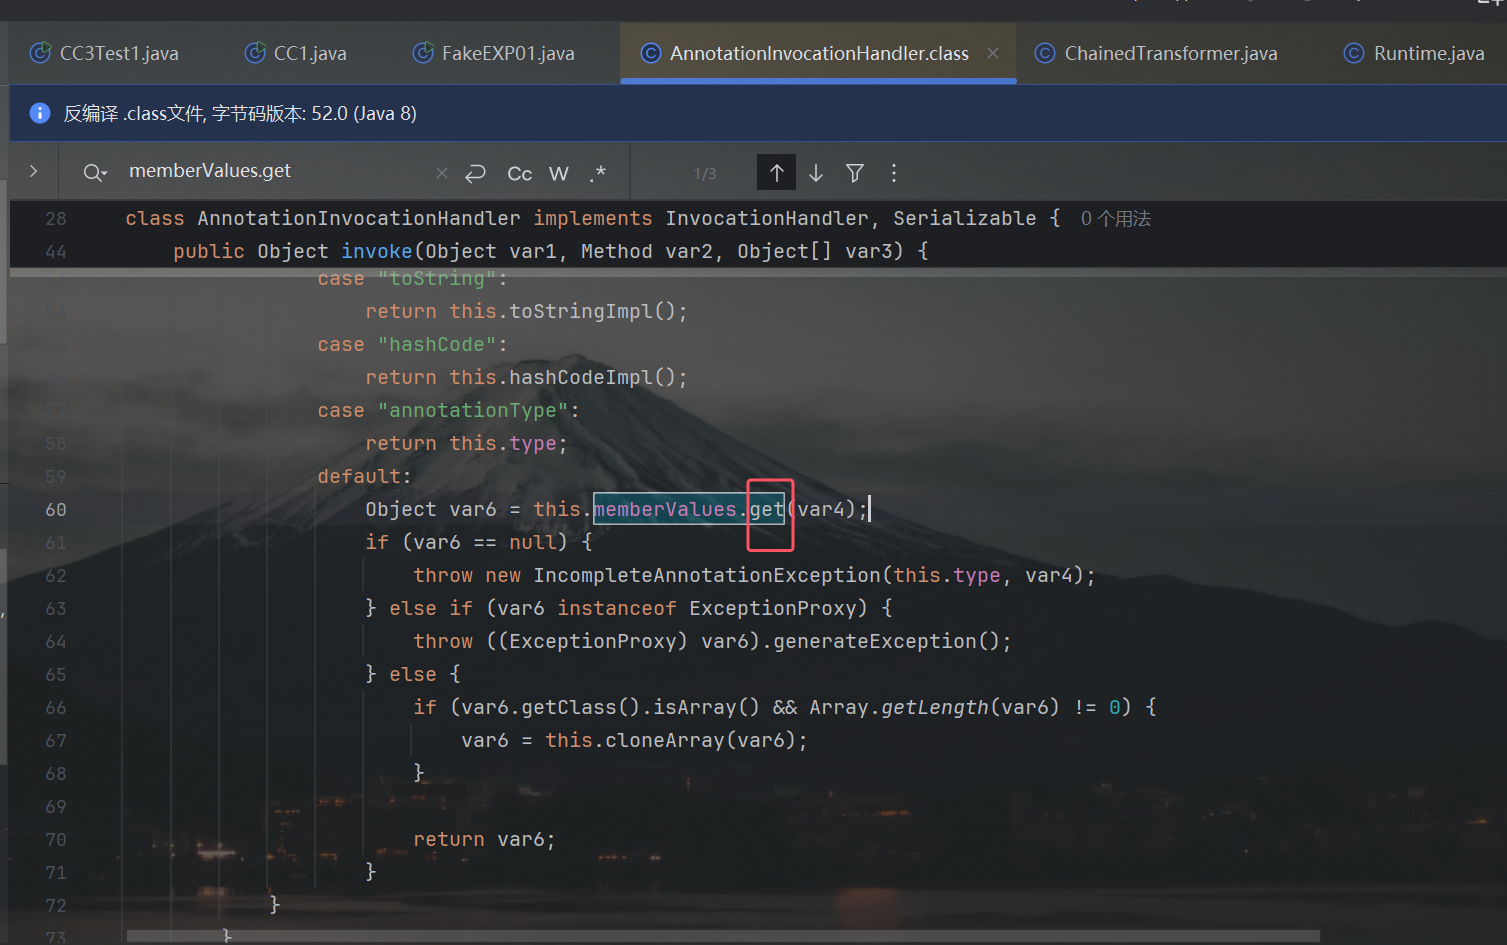 CC3Test1.java CC1.java FakeEXP01.java AnnotationInvocationHandler.class ChainedTransformer.java Runtime.java
反编译 .class文件, 字节码版本: 52.0 (Java 8)
memberValues.get Cc W .* 1/3
28 class AnnotationInvocationHandler implements InvocationHandler, Serializable { 0 个用法
44 public Object invoke(Object var1, Method var2, Object[] var3) {
53 case "toString":
54 return this.toStringImpl();
55 case "hashCode":
56 return this.hashCodeImpl();
57 case "annotationType":
58 return this.type;
59 default:
60 Object var6 = this.memberValues.get(var4);
61 if (var6 == null) {
62 throw new IncompleteAnnotationException(this.type, var4);
63 } else if (var6 instanceof ExceptionProxy) {
64 throw ((ExceptionProxy) var6).generateException();
65 } else {
66 if (var6.getClass().isArray() && Array.getLength(var6) != 0) {
67 var6 = this.cloneArray(var6);
68 }
69
70 return var6;
71 }
72 }
73 }